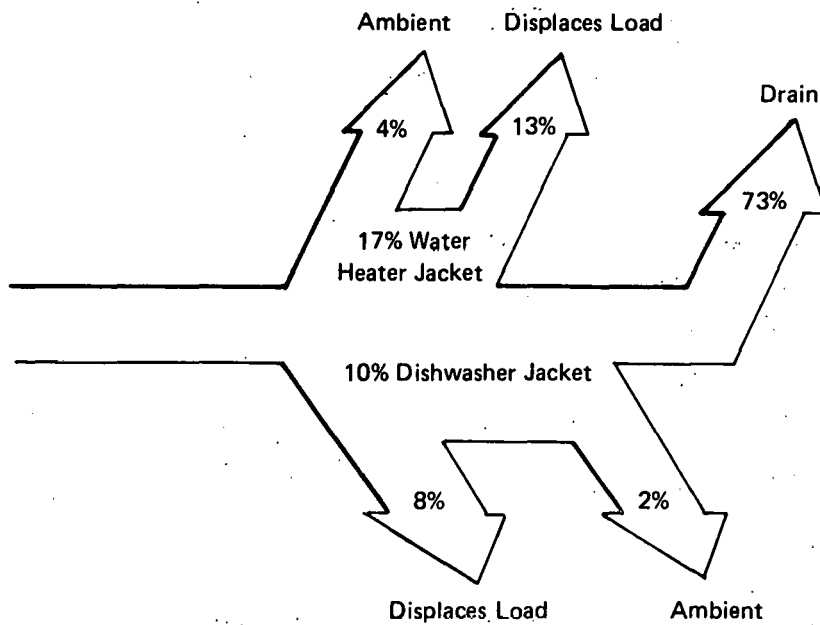 Ambient
Displaces Load
Drain
4%
13%
73%
17% Water
Heater Jacket
10% Dishwasher Jacket
8%
2%
Displaces Load
Ambient